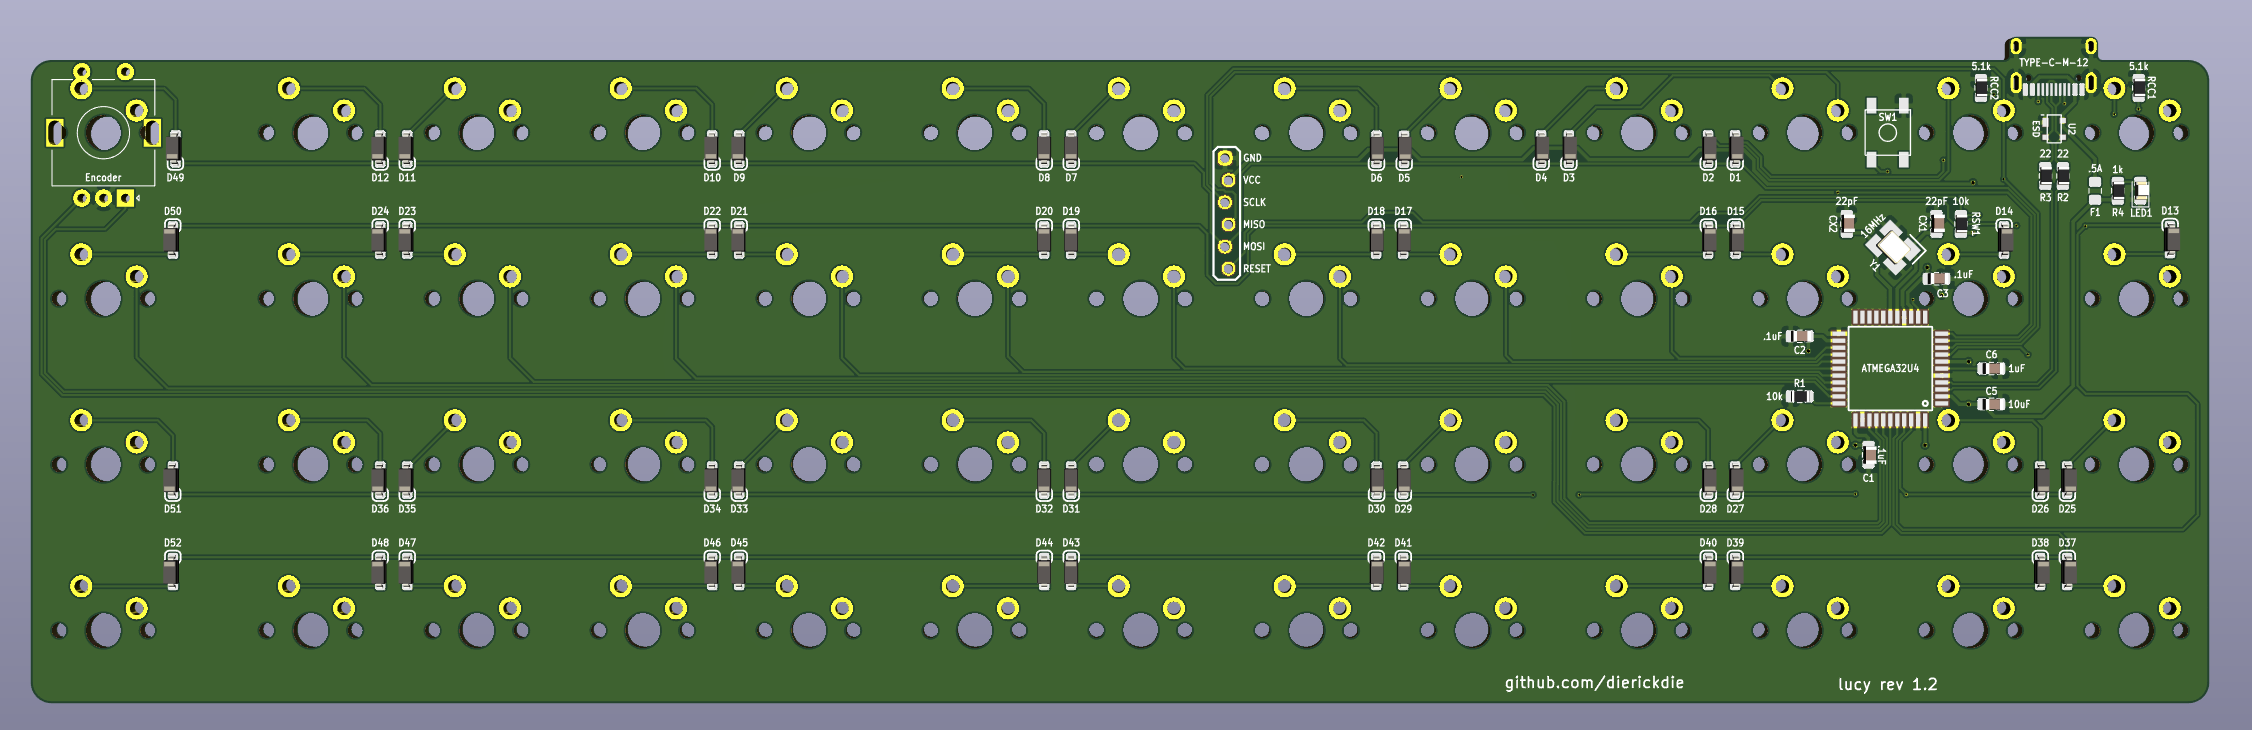 TYPE-C-M-12
5.1k
RCC2
5.1k
RCC1
SW1
ESD
U2
GND
VCC
SCLK
MISO
MOSI
RESET
22
22
R3
R2
.5A
F1
1k
R4
LED1
Encoder
D49
D12
D11
D10
D9
D8
D7
D6
D5
D4
D3
D2
D1
D50
D24
D23
D22
D21
D20
D19
D18
D17
D16
D15
22pF
CX2
16MHz
Y1
22pF
CX1
10k
RSW1
D14
D13
.1uF
C3
.1uF
C2
ATMEGA32U4
C6
1uF
R1
10k
C5
10uF
.1uF
C1
D51
D36
D35
D34
D33
D32
D31
D30
D29
D28
D27
D26
D25
D52
D48
D47
D46
D45
D44
D43
D42
D41
D40
D39
D38
D37
github.com/dierickdie
lucy rev 1.2